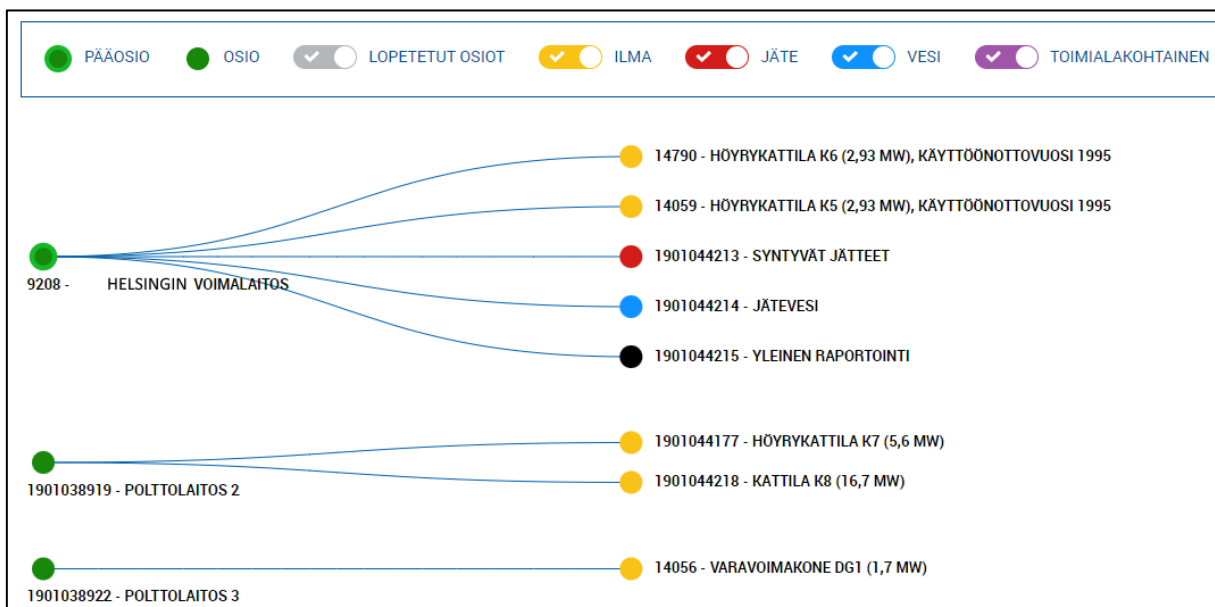 PÄÄOSIO
OSIO
LOPETETUT OSIOT
ILMA
JÄTE
VESI
TOIMIALAKOHTAINEN
14790 - HÖYRYKATTILA K6 (2,93 MW), KÄYTTÖÖNOTTOVUOSI 1995
14059 - HÖYRYKATTILA K5 (2,93 MW), KÄYTTÖÖNOTTOVUOSI 1995
1901044213 - SYNTYVÄT JÄTTEET
9208 - HELSINGIN VOIMALAITOS
1901044214 - JÄTEVESI
1901044215 - YLEINEN RAPORTOINTI
1901044177 - HÖYRYKATTILA K7 (5,6 MW)
1901044218 - KATTILA K8 (16,7 MW)
1901038919 - POLTTOLAITOS 2
14056 - VARAVOIMAKONE DG1 (1,7 MW)
1901038922 - POLTTOLAITOS 3